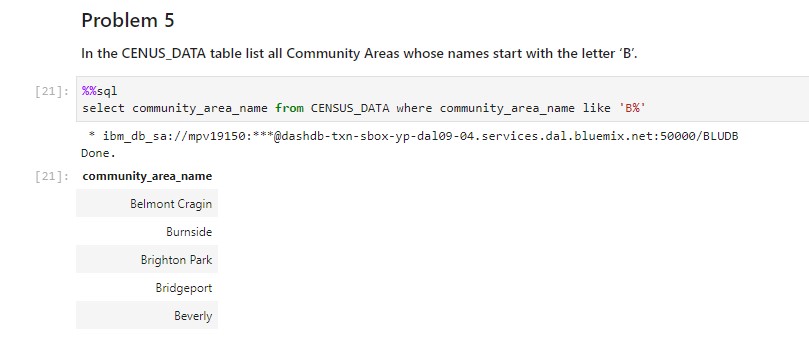 Problem 5
In the CENUS_DATA table list all Community Areas whose names start with the letter ‘B’.
[21]: %%sql
select community_area_name from CENSUS_DATA where community_area_name like 'B%'
* ibm_db_sa://mpv19150:***@dashdb-txn-sbox-yp-dal09-04.services.dal.bluemix.net:50000/BLUDB
Done.
[21]: community_area_name
Belmont Cragin
Burnside
Brighton Park
Bridgeport
Beverly